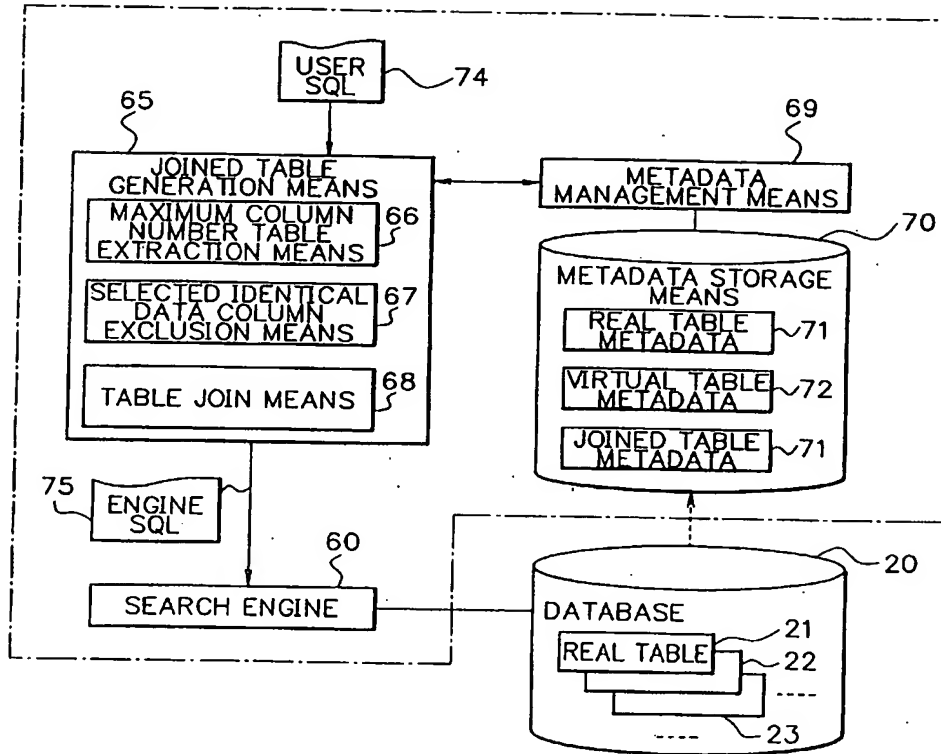 USER
SQL
74
65
JOINED TABLE
GENERATION MEANS
MAXIMUM COLUMN
NUMBER TABLE
EXTRACTION MEANS
66
SELECTED IDENTICAL
DATA COLUMN
EXCLUSION MEANS
67
TABLE JOIN MEANS
68
69
METADATA
MANAGEMENT MEANS
70
METADATA STORAGE
MEANS
REAL TABLE
METADATA
71
VIRTUAL TABLE
METADATA
72
JOINED TABLE
METADATA
71
75
ENGINE
SQL
60
SEARCH ENGINE
20
DATABASE
21
REAL TABLE
22
23